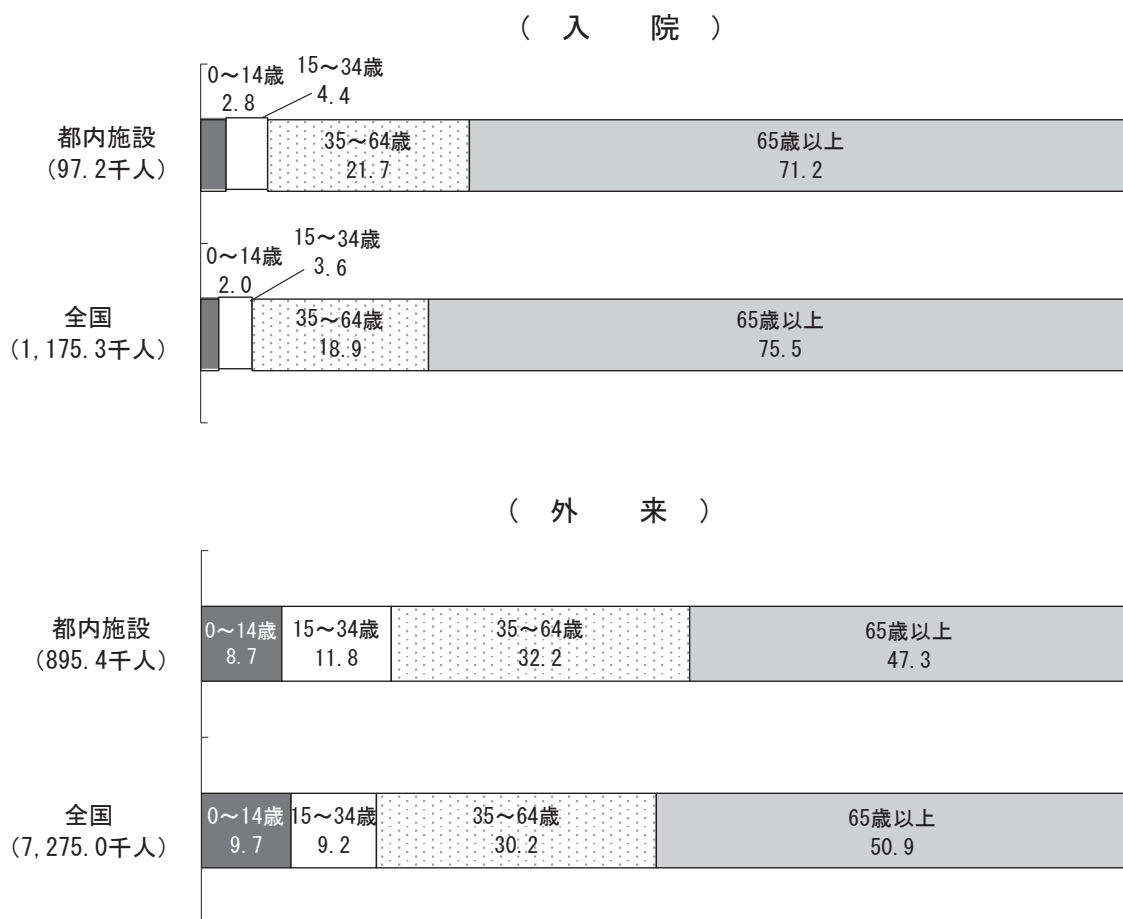 ( 入 院 )
0～14歳 15～34歳
2.8 4.4
都内施設
(97.2千人)
35～64歳
21.7
65歳以上
71.2
0～14歳 15～34歳
2.0 3.6
全国
(1,175.3千人)
35～64歳
18.9
65歳以上
75.5
( 外 来 )
都内施設
(895.4千人)
0～14歳
8.7
15～34歳
11.8
35～64歳
32.2
65歳以上
47.3
全国
(7,275.0千人)
0～14歳
9.7
15～34歳
9.2
35～64歳
30.2
65歳以上
50.9